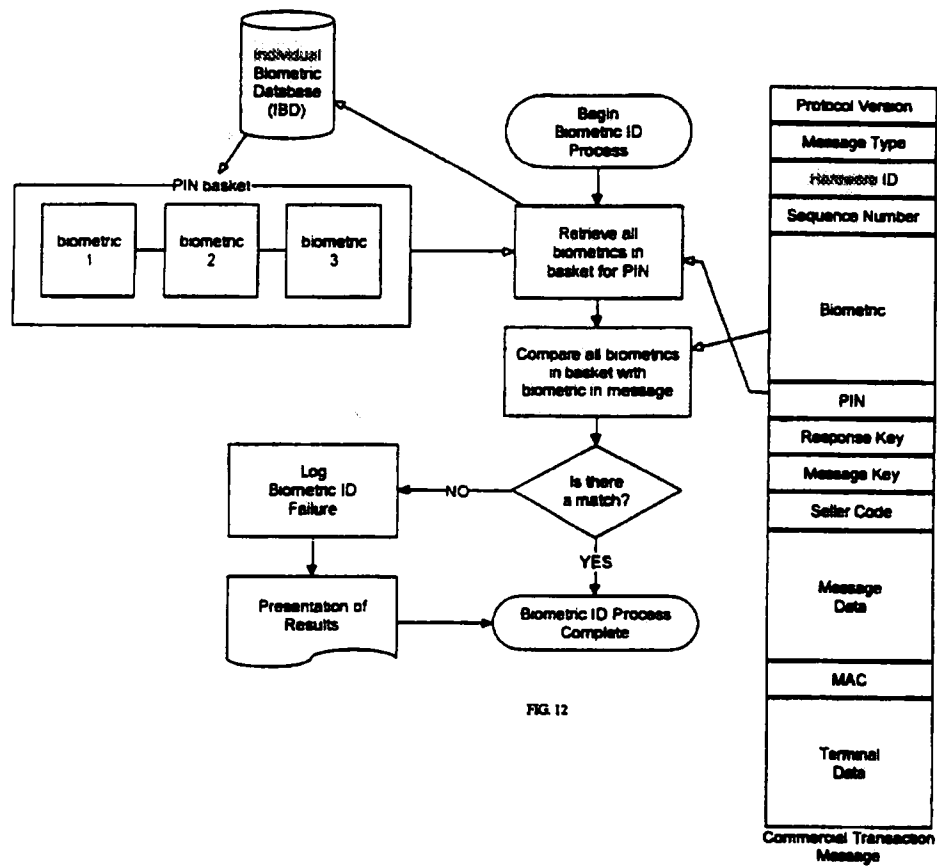 Individual
Biometric
Database
(IBD)
PIN basket
biometric
1
biometric
2
biometric
3
Begin
Biometric ID
Process
Retrieve all
biometrics in
basket for PIN
Compare all biometrics
in basket with
biometric in message
Is there
a match?
NO
YES
Log
Biometric ID
Failure
Presentation of
Results
Biometric ID Process
Complete
Protocol Version
Message Type
Hardware ID
Sequence Number
Biometric
PIN
Response Key
Message Key
Seller Code
Message
Data
MAC
Terminal
Data
Commercial Transaction
Message
FIG. 12